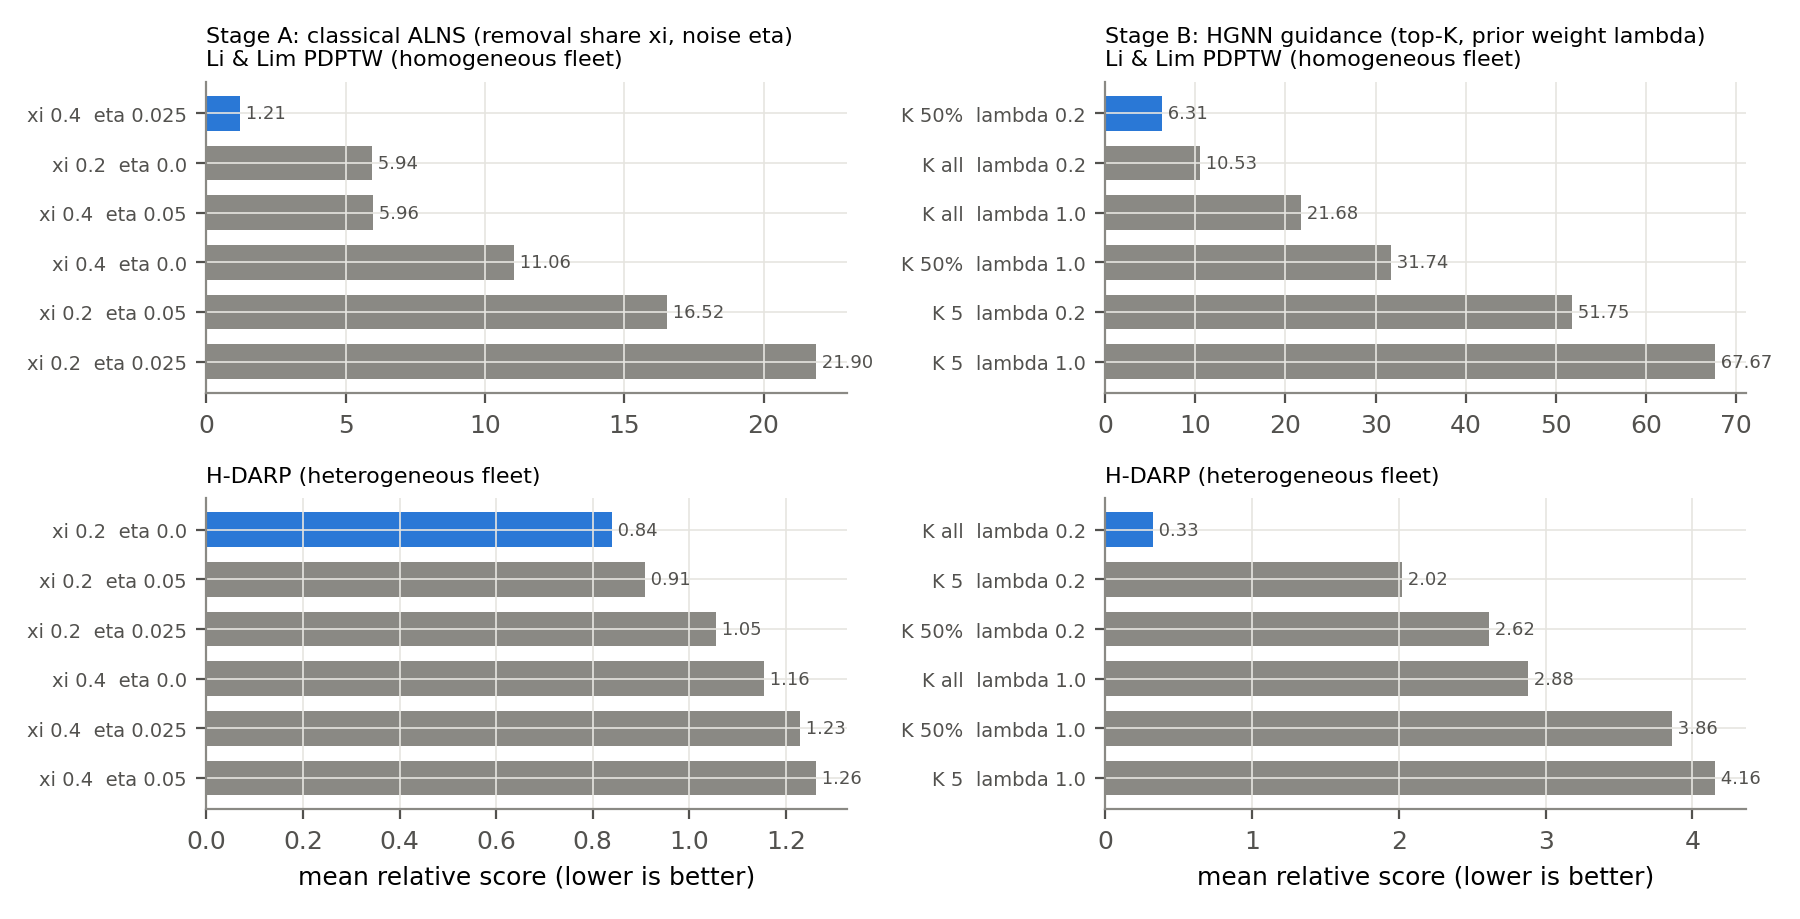 Stage A: classical ALNS (removal share xi, noise eta)
Li & Lim PDPTW (homogeneous fleet)
xi 0.4  eta 0.025
1.21
xi 0.2  eta 0.0
5.94
xi 0.4  eta 0.05
5.96
xi 0.4  eta 0.0
11.06
xi 0.2  eta 0.05
16.52
xi 0.2  eta 0.025
21.90
0 5 10 15 20
Stage B: HGNN guidance (top-K, prior weight lambda)
Li & Lim PDPTW (homogeneous fleet)
K 50%  lambda 0.2
6.31
K all  lambda 0.2
10.53
K all  lambda 1.0
21.68
K 50%  lambda 1.0
31.74
K 5  lambda 0.2
51.75
K 5  lambda 1.0
67.67
0 10 20 30 40 50 60 70
H-DARP (heterogeneous fleet)
xi 0.2  eta 0.0
0.84
xi 0.2  eta 0.05
0.91
xi 0.2  eta 0.025
1.05
xi 0.4  eta 0.0
1.16
xi 0.4  eta 0.025
1.23
xi 0.4  eta 0.05
1.26
0.0 0.2 0.4 0.6 0.8 1.0 1.2
mean relative score (lower is better)
H-DARP (heterogeneous fleet)
K all  lambda 0.2
0.33
K 5  lambda 0.2
2.02
K 50%  lambda 0.2
2.62
K all  lambda 1.0
2.88
K 50%  lambda 1.0
3.86
K 5  lambda 1.0
4.16
0 1 2 3 4
mean relative score (lower is better)